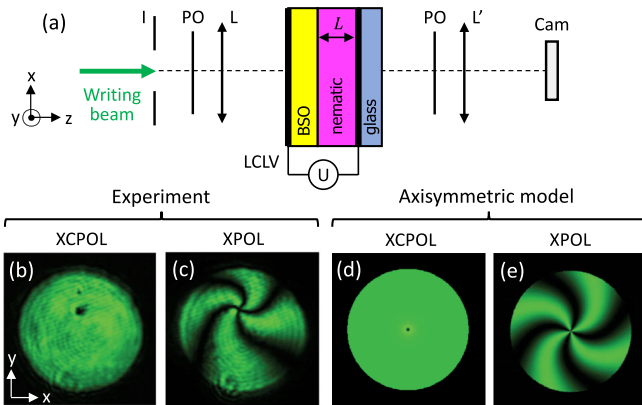 (a)
I
PO
L
L
PO
L'
Cam
x
y
z
Writing
beam
BSO
nematic
glass
LCLV
U
Experiment
Axisymmetric model
XCPOL
XPOL
XCPOL
XPOL
(b)
(c)
(d)
(e)
y
x